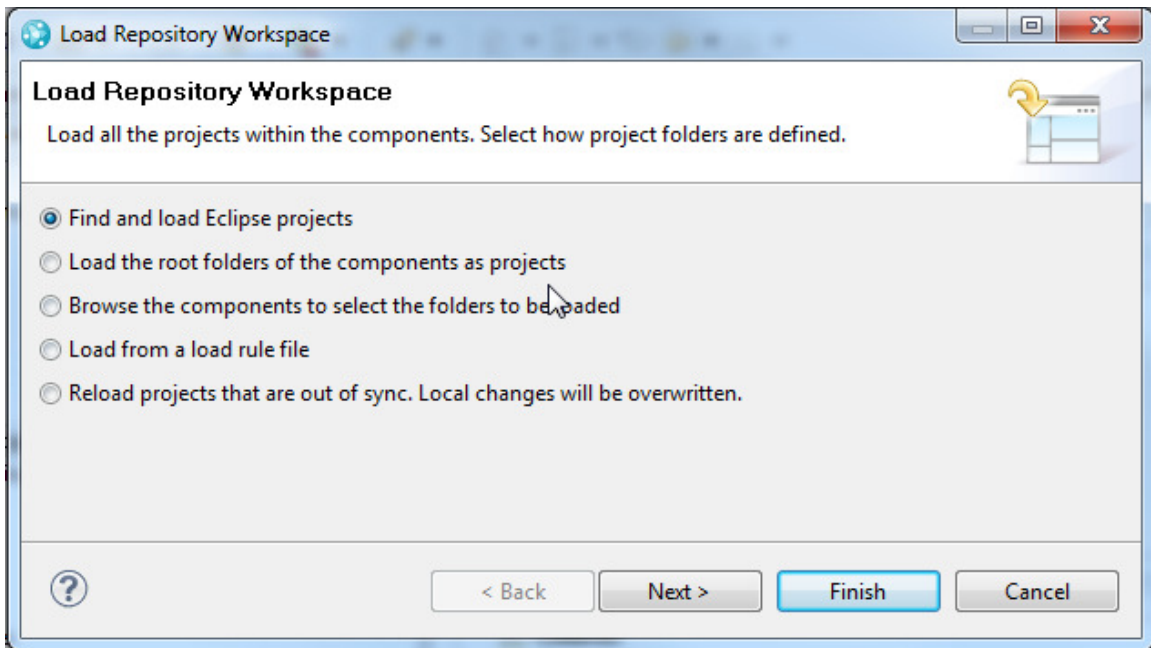 Load Repository Workspace
Load Repository Workspace
Load all the projects within the components. Select how project folders are defined.
Find and load Eclipse projects
Load the root folders of the components as projects
Browse the components to select the folders to be loaded
Load from a load rule file
Reload projects that are out of sync. Local changes will be overwritten.
< Back
Next >
Finish
Cancel